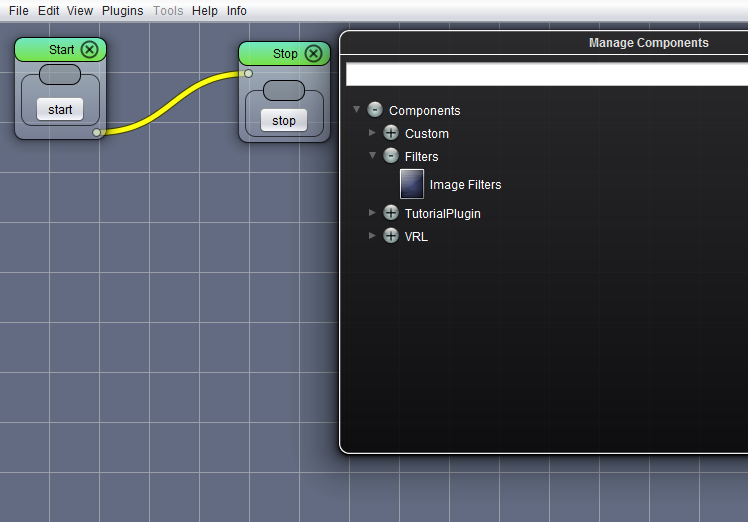 File Edit View Plugins Tools Help Info
Start
start
Stop
stop
Manage Components
Components
Custom
Filters
Image Filters
TutorialPlugin
VRL